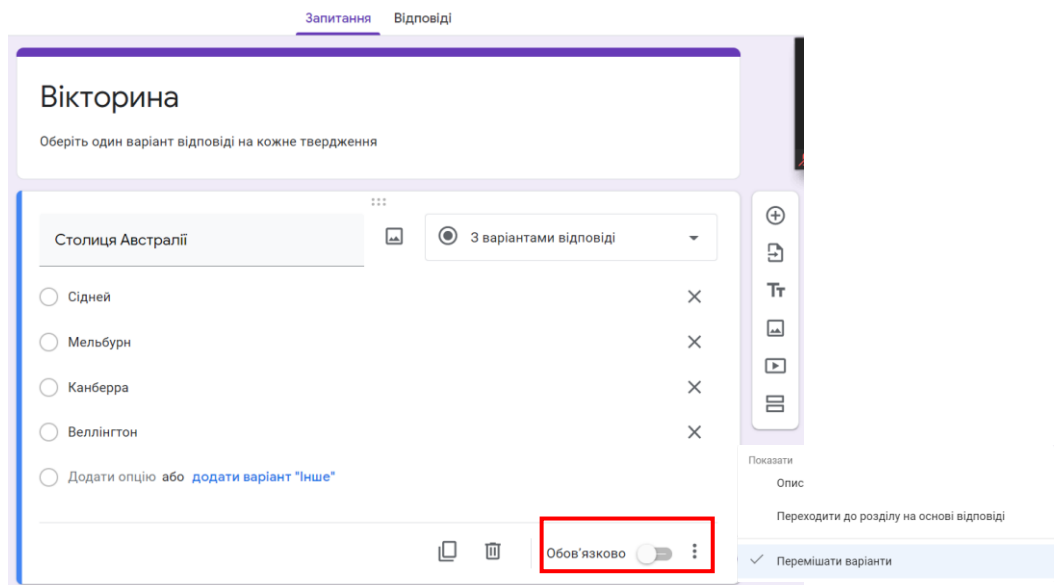 Запитання Відповіді
Вікторина
Оберіть один варіант відповіді на кожне твердження
Столиця Австралії
З варіантами відповіді
Сідней
Мельбурн
Канберра
Веллінгтон
Додати опцію або додати варіант "Інше"
Обов'язково
Tт
Показати
Опис
Переходити до розділу на основі відповіді
Перемішати варіанти